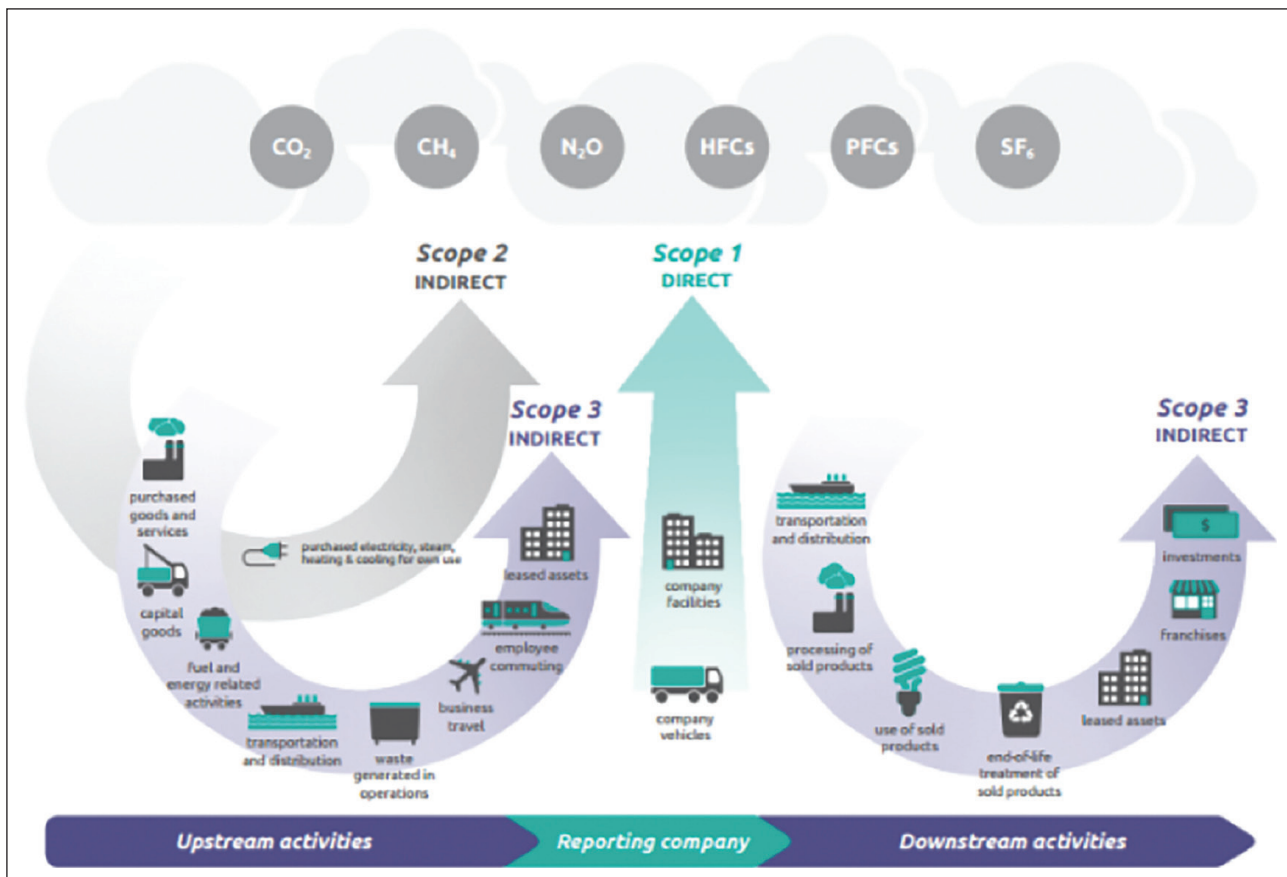 CO₂
CH₄
N₂O
HFCs
PFCs
SF₆
Scope 2
INDIRECT
Scope 1
DIRECT
Scope 3
INDIRECT
Scope 3
INDIRECT
purchased
goods and
services
capital
goods
fuel and
energy related
activities
transportation
and distribution
waste
generated in
operations
business
travel
employee
commuting
leased assets
purchased electricity, steam,
heating & cooling for own use
company
facilities
company
vehicles
transportation
and distribution
processing of
sold products
use of sold
products
end-of-life
treatment of
sold products
leased assets
franchises
investments
$
Upstream activities
Reporting company
Downstream activities